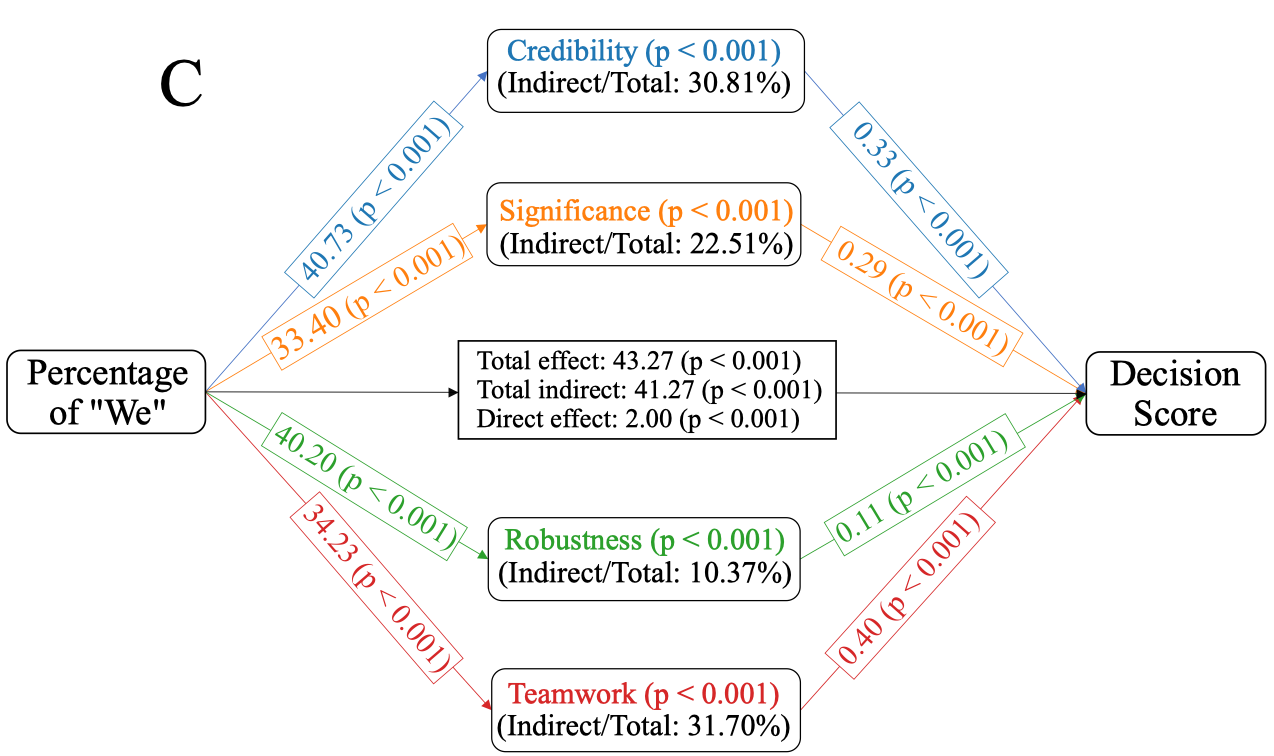 C
Credibility (p < 0.001)
(Indirect/Total: 30.81%)
40.73 (p < 0.001)
0.33 (p < 0.001)
Significance (p < 0.001)
(Indirect/Total: 22.51%)
33.40 (p < 0.001)
0.29 (p < 0.001)
Percentage
of "We"
Total effect: 43.27 (p < 0.001)
Total indirect: 41.27 (p < 0.001)
Direct effect: 2.00 (p < 0.001)
Decision
Score
40.20 (p < 0.001)
0.11 (p < 0.001)
Robustness (p < 0.001)
(Indirect/Total: 10.37%)
34.23 (p < 0.001)
0.40 (p < 0.001)
Teamwork (p < 0.001)
(Indirect/Total: 31.70%)